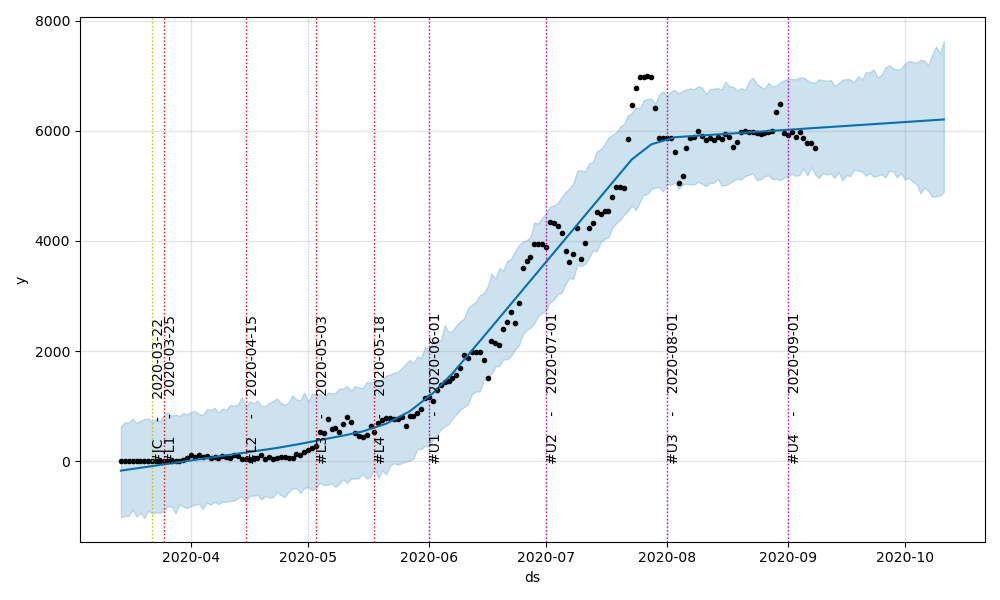 8000
6000
4000
2000
0
y
#JC - 2020-03-22
#L1 - 2020-03-25
#L2 - 2020-04-15
#L3 - 2020-05-03
#L4 - 2020-05-18
#U1 - 2020-06-01
#U2 - 2020-07-01
#U3 - 2020-08-01
#U4 - 2020-09-01
2020-04 2020-05 2020-06 2020-07 2020-08 2020-09 2020-10
ds